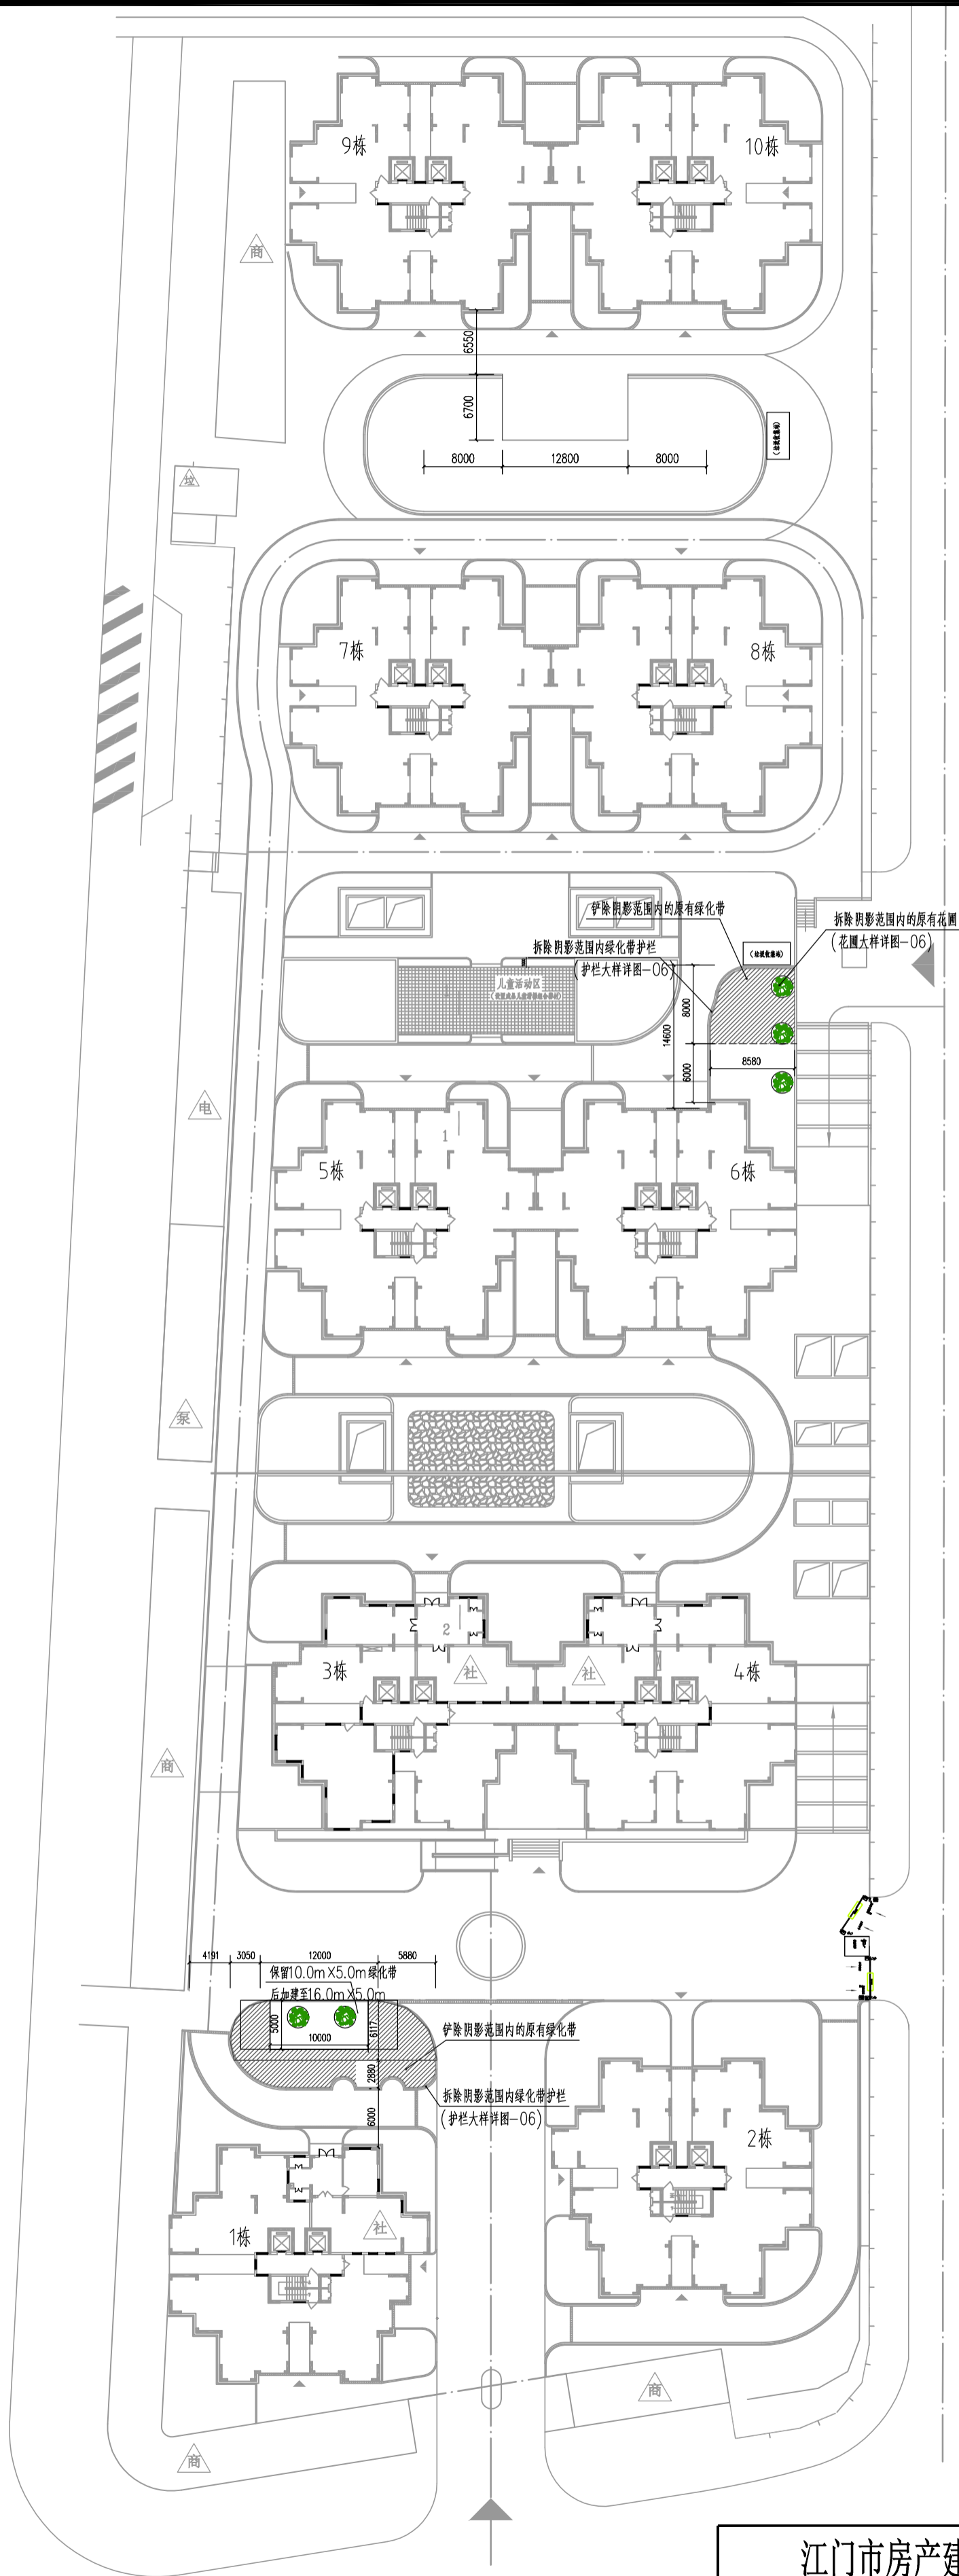 9栋
10栋
商
6550
6700
8000
12800
8000
垃
7栋
8栋
铲除阴影范围内的原有绿化带
拆除阴影范围内的原有花圃
(花圃大样详图-06)
拆除阴影范围内绿化带护栏
(护栏大样详图-06)
儿童活动区
8000
14600
6000
8580
电
1
5栋
6栋
泵
2
3栋
社
社
4栋
商
4191
3050
12000
5880
保留10.0m×5.0m绿化带
后加建至16.0m×5.0m
5000
10000
6117
铲除阴影范围内的原有绿化带
2880
拆除阴影范围内绿化带护栏
(护栏大样详图-06)
6000
2栋
1栋
社
商
商
江门市房产建